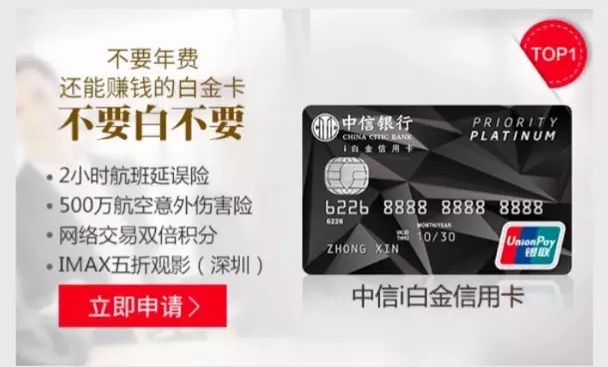 不要年费
还能赚钱的白金卡
不要白不要
• 2小时航班延误险
• 500万航空意外伤害险
• 网络交易双倍积分
• IMAX五折观影（深圳）
立即申请
TOP1
中信银行
CHINA CITIC BANK
i白金信用卡
PRIORITY
PLATINUM
6226 8888 8888 8888
6226
MONTH/YEAR
VALID
THRU
10/30
ZHONG XIN
UnionPay
银联
中信i白金信用卡